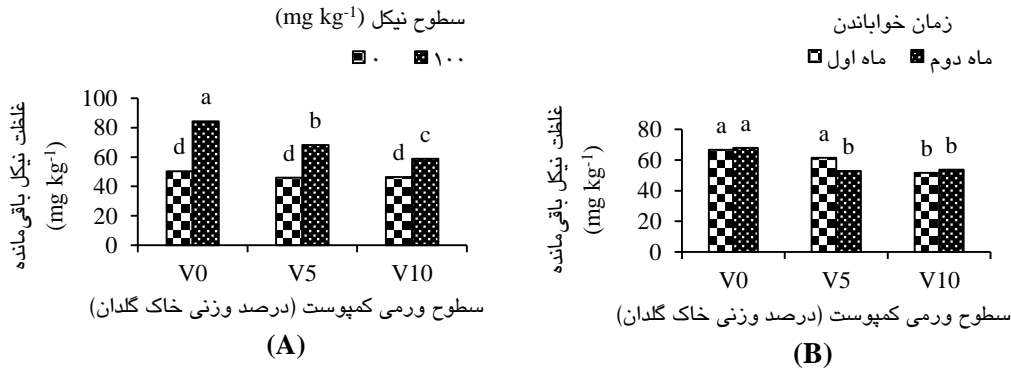 سطوح نیکل (mg kg-1)
۰ ۱۰۰
غلظت نیکل باقی‌مانده
(mg kg-1)
100
80
60
40
20
0
d a d b d c
V0 V5 V10
سطوح ورمی کمپوست (درصد وزنی خاک گلدان)
(A)
زمان خواباندن
ماه اول ماه دوم
غلظت نیکل باقی‌مانده
(mg kg-1)
80
60
40
20
0
a a a b b b
V0 V5 V10
سطوح ورمی کمپوست (درصد وزنی خاک گلدان)
(B)